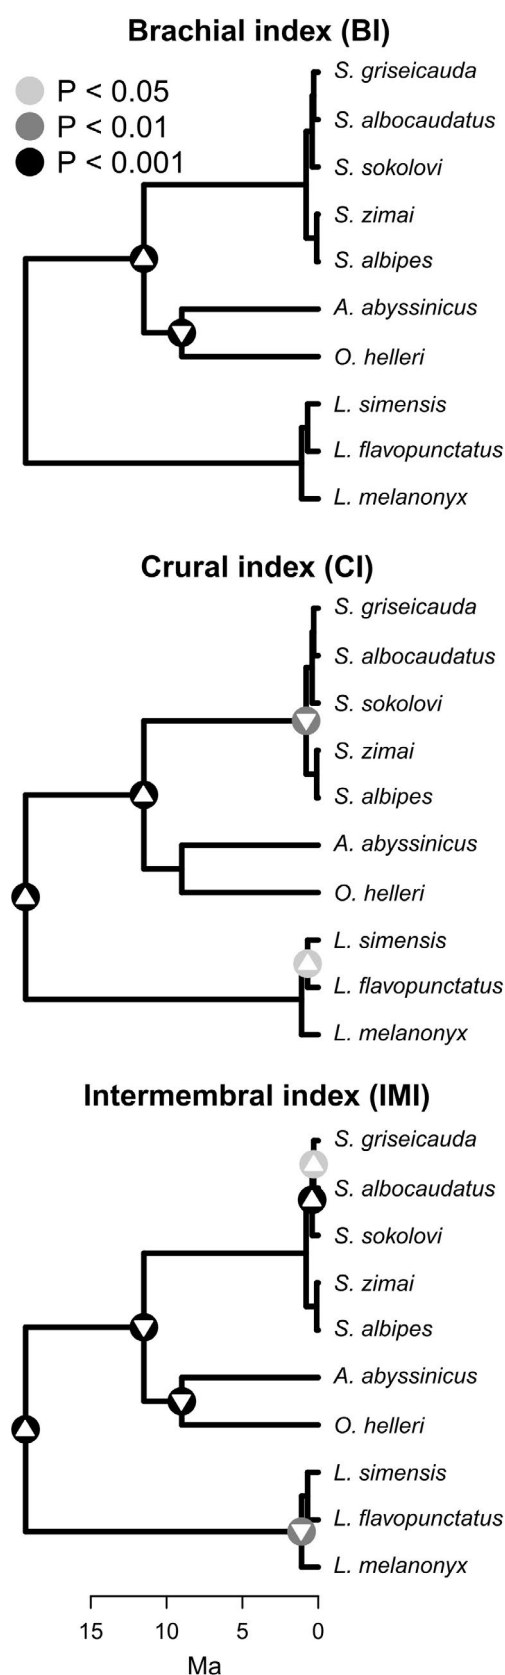 Brachial index (BI)
P < 0.05
P < 0.01
P < 0.001
S. griseicauda
S. albocaudatus
S. sokolovi
S. zimai
S. albipes
A. abyssinicus
O. helleri
L. simensis
L. flavopunctatus
L. melanonyx
Crural index (CI)
S. griseicauda
S. albocaudatus
S. sokolovi
S. zimai
S. albipes
A. abyssinicus
O. helleri
L. simensis
L. flavopunctatus
L. melanonyx
Intermembral index (IMI)
S. griseicauda
S. albocaudatus
S. sokolovi
S. zimai
S. albipes
A. abyssinicus
O. helleri
L. simensis
L. flavopunctatus
L. melanonyx
15 10 5 0
Ma